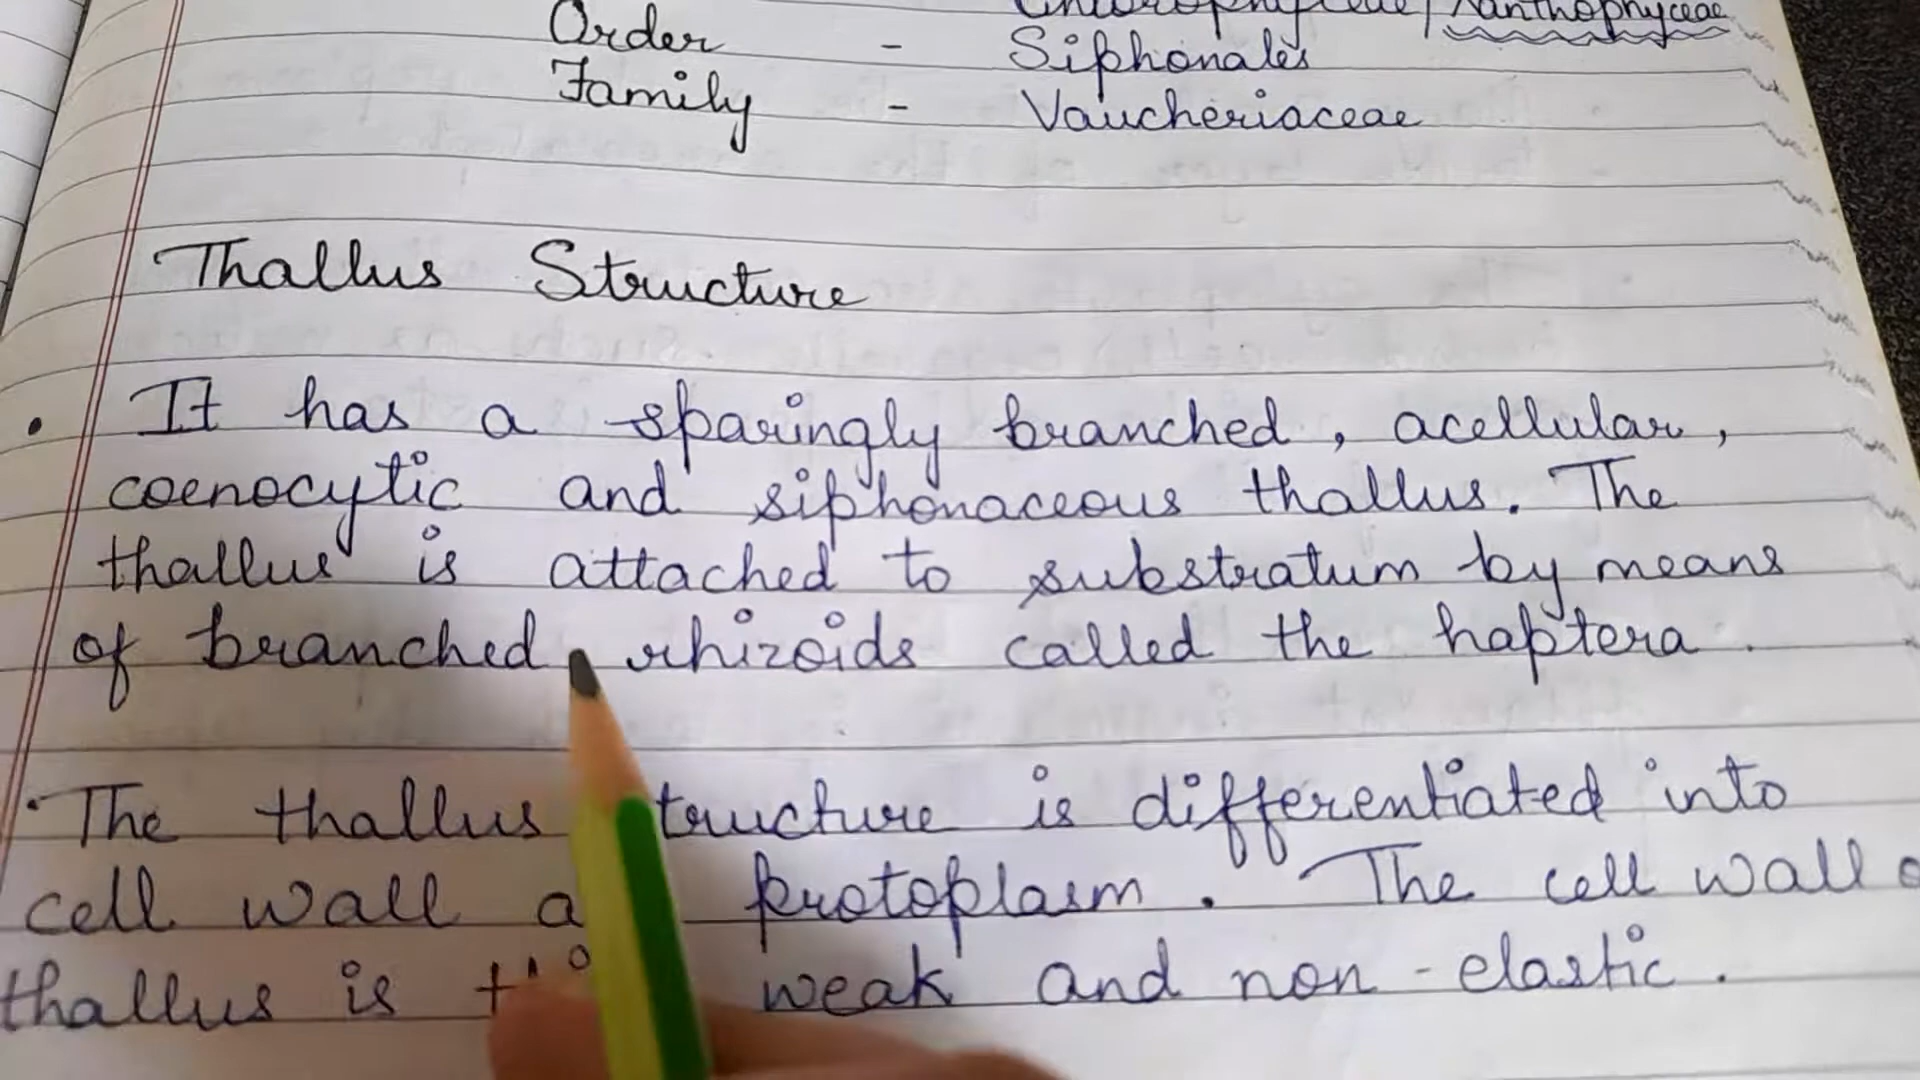 Chlorophyceae/Xanthophyceae
Order - Siphonales
Family - Vaucheriaceae
Thallus Structure
• It has a sparingly branched, acellular,
coenocytic and siphonaceous thallus. The
thallus is attached to substratum by means
of branched rhizoids called the haptera.
• The thallus structure is differentiated into
cell wall a protoplasm. The cell wall
thallus is weak and non-elastic.